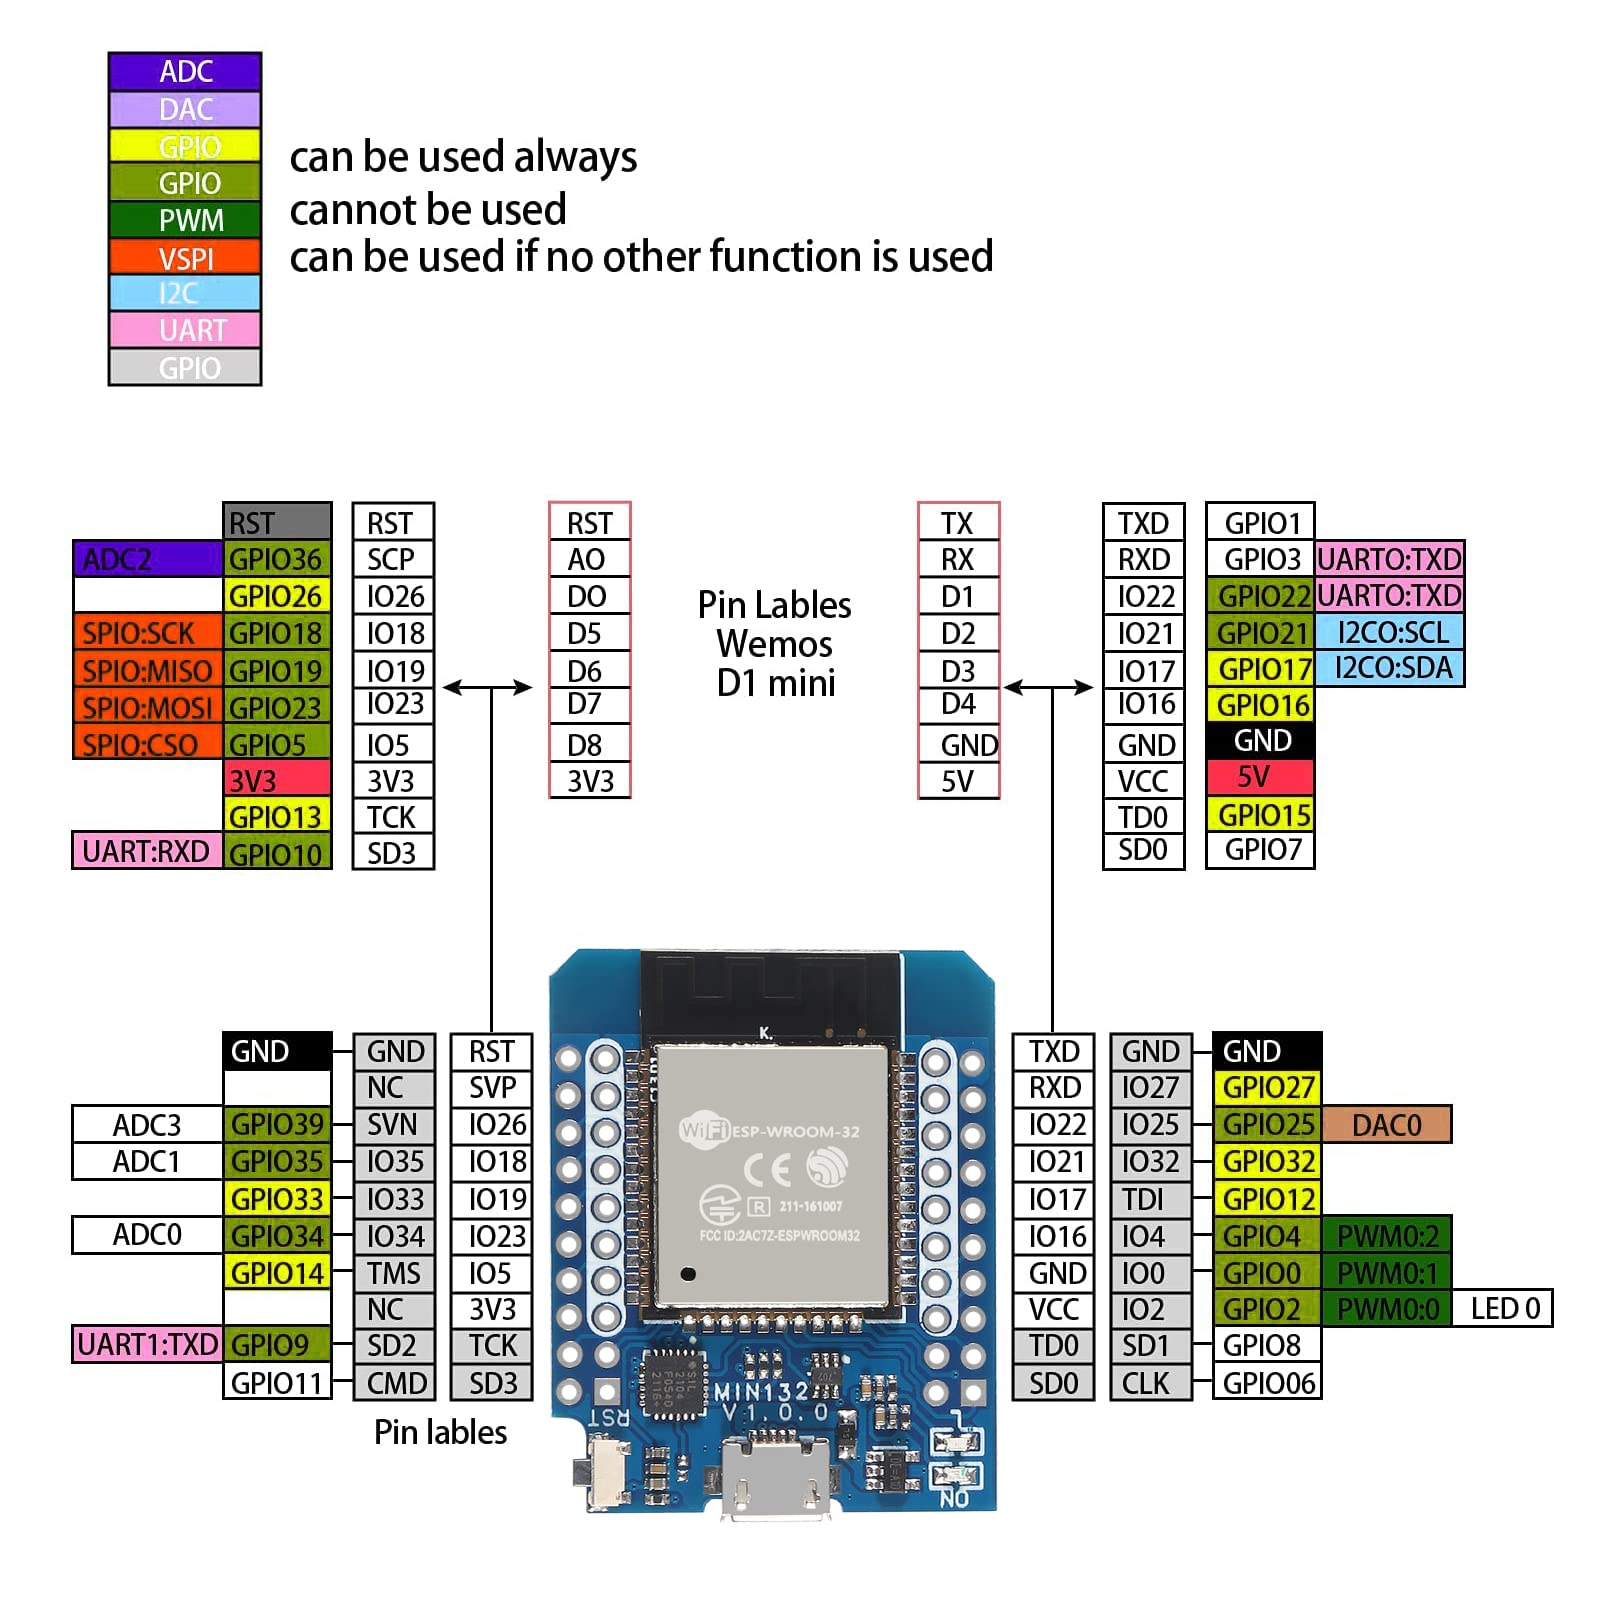 ADC
DAC
GPIO
GPIO
PWM
VSPI
I2C
UART
GPIO
can be used always
cannot be used
can be used if no other function is used
RST RST RST
ADC2 GPIO36 SCP AO
GPIO26 IO26 DO
SPIO:SCK GPIO18 IO18 D5
SPIO:MISO GPIO19 IO19 D6
SPIO:MOSI GPIO23 IO23 D7
SPIO:CSO GPIO5 IO5 D8
3V3 3V3 3V3
GPIO13 TCK
UART:RXD GPIO10 SD3
Pin Lables
Wemos
D1 mini
TX TXD GPIO1
RX RXD GPIO3 UARTO:TXD
D1 IO22 GPIO22 UARTO:TXD
D2 IO21 GPIO21 I2CO:SCL
D3 IO17 GPIO17 I2CO:SDA
D4 IO16 GPIO16
GND GND GND
5V VCC 5V
TD0 GPIO15
SD0 GPIO7
GND GND RST
NC SVP
ADC3 GPIO39 SVN IO26
ADC1 GPIO35 IO35 IO18
GPIO33 IO33 IO19
ADC0 GPIO34 IO34 IO23
GPIO14 TMS IO5
NC 3V3
UART1:TXD GPIO9 SD2 TCK
GPIO11 CMD SD3
Pin lables
K.
WiFi ESP-WROOM-32
CE
R 211-161007
FCC ID:2AC7Z-ESPWROOM32
MINI32
V1.0.0
RST
L
ON
TXD GND GND
RXD IO27 GPIO27
IO22 IO25 GPIO25 DAC0
IO21 IO32 GPIO32
IO17 TDI GPIO12
IO16 IO4 GPIO4 PWM0:2
GND IO0 GPIO0 PWM0:1
VCC IO2 GPIO2 PWM0:0 LED 0
TD0 SD1 GPIO8
SD0 CLK GPIO06